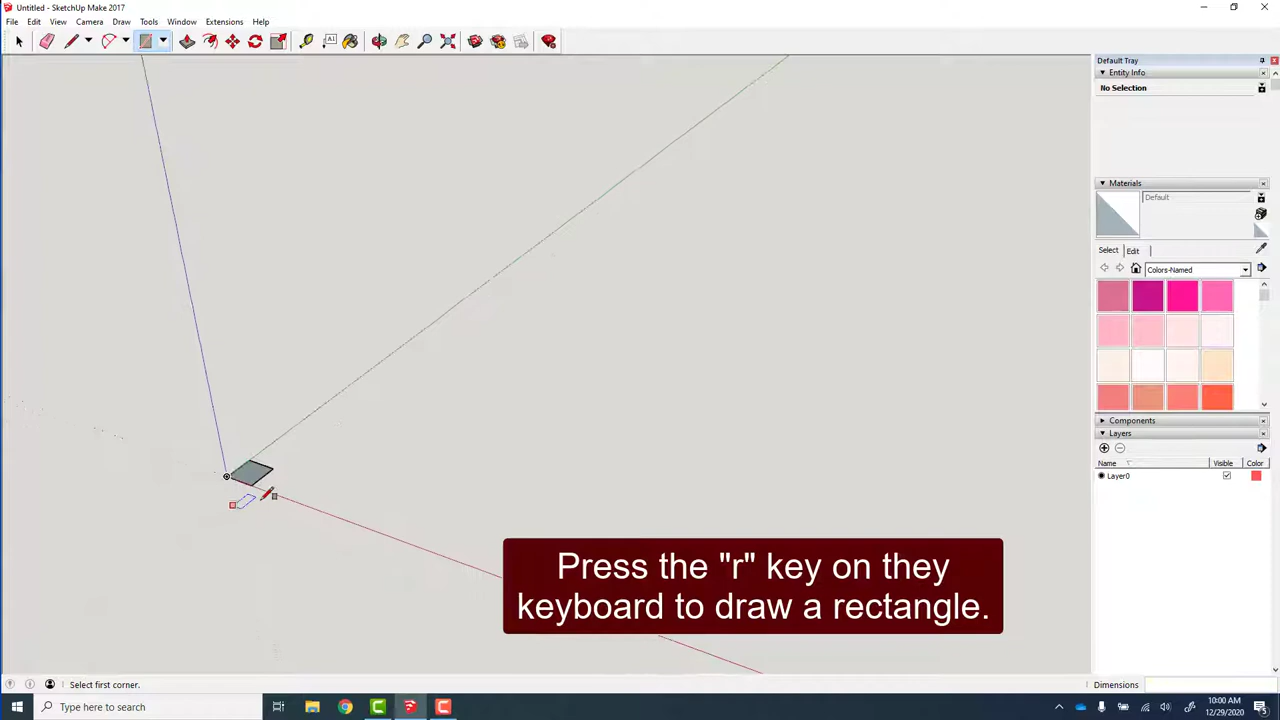 Untitled - SketchUp Make 2017
File Edit View Camera Draw Tools Window Extensions Help
A1
Default Tray
Entity Info
No Selection
Materials
Default
Select Edit
Colors-Named
Components
Layers
Name Visible Color
Layer0
Press the "r" key on they
keyboard to draw a rectangle.
Select first corner.
Dimensions
Type here to search
10:00 AM
12/29/2020
5